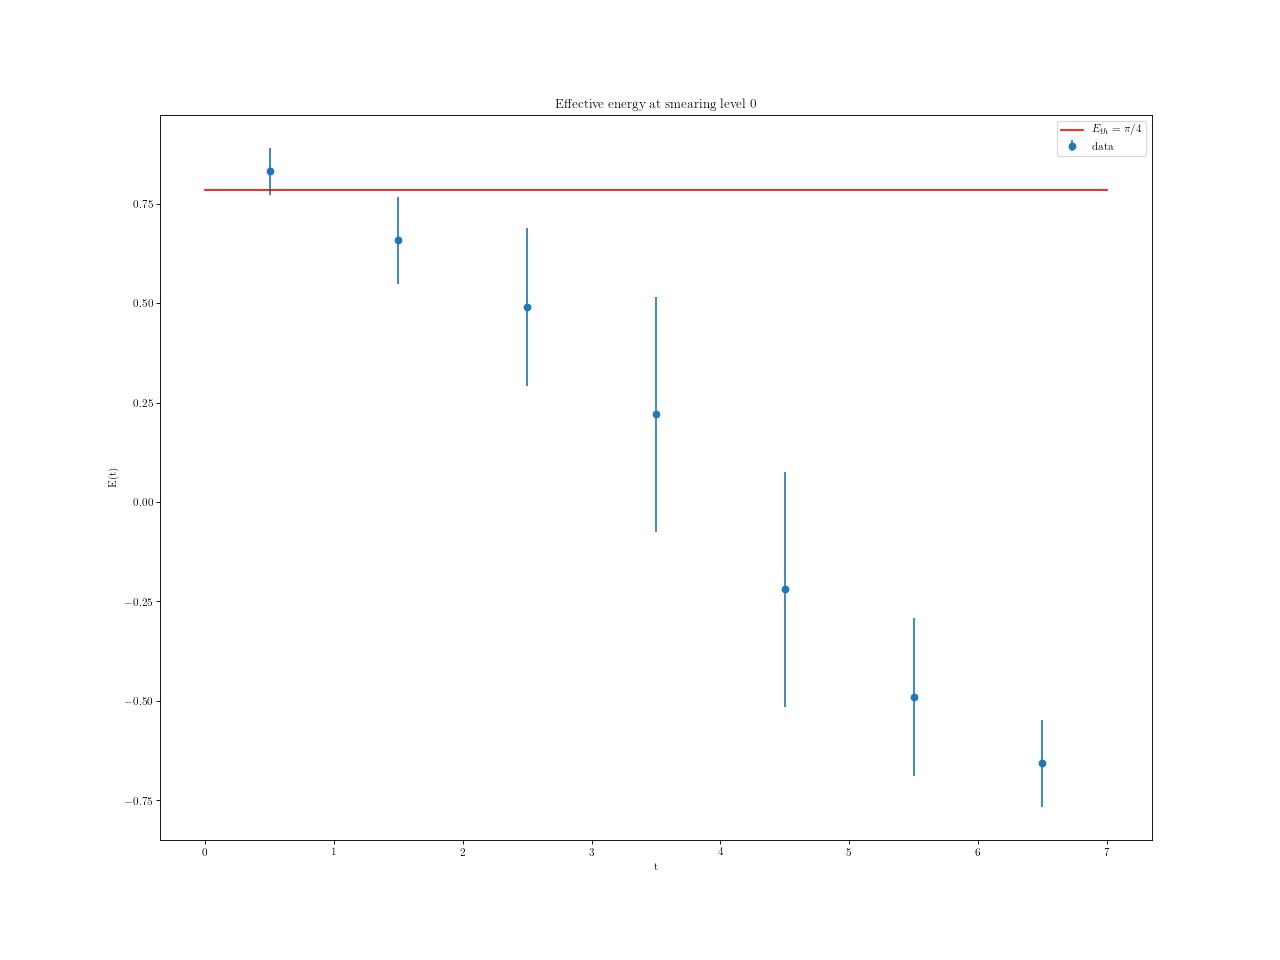 Effective energy at smearing level 0
E_{th} = π/4
data
0.75
0.50
0.25
0.00
−0.25
−0.50
−0.75
E(t)
0 1 2 3 4 5 6 7
t